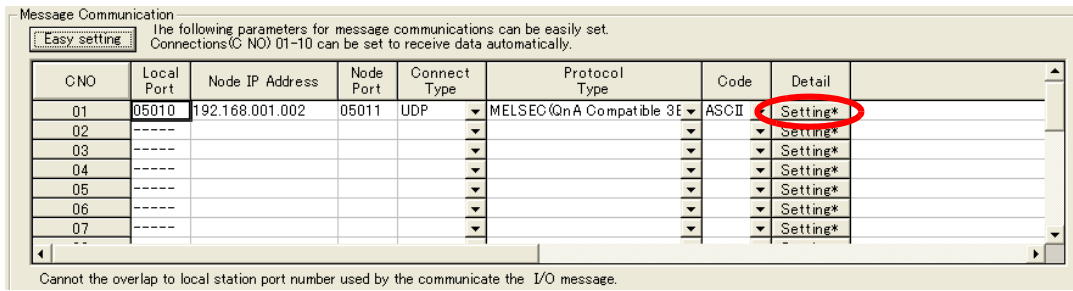 Message Communication
Easy setting
The following parameters for message communications can be easily set.
Connections(C NO) 01-10 can be set to receive data automatically.
CNO Local Port Node IP Address Node Port Connect Type Protocol Type Code Detail
01 05010 192.168.001.002 05011 UDP MELSEC(QnA Compatible 3E ASCII Setting*
02 ----- Setting*
03 ----- Setting*
04 ----- Setting*
05 ----- Setting*
06 ----- Setting*
07 ----- Setting*
Cannot the overlap to local station port number used by the communicate the I/O message.